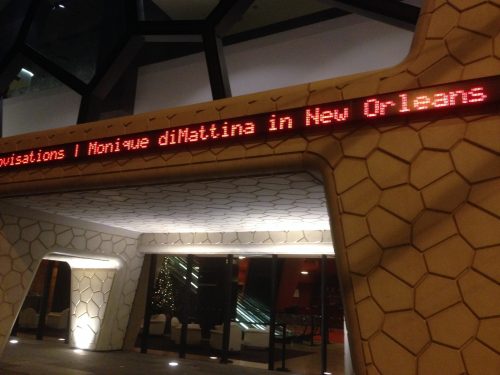 ovisations | Monique diMattina in New Orleans